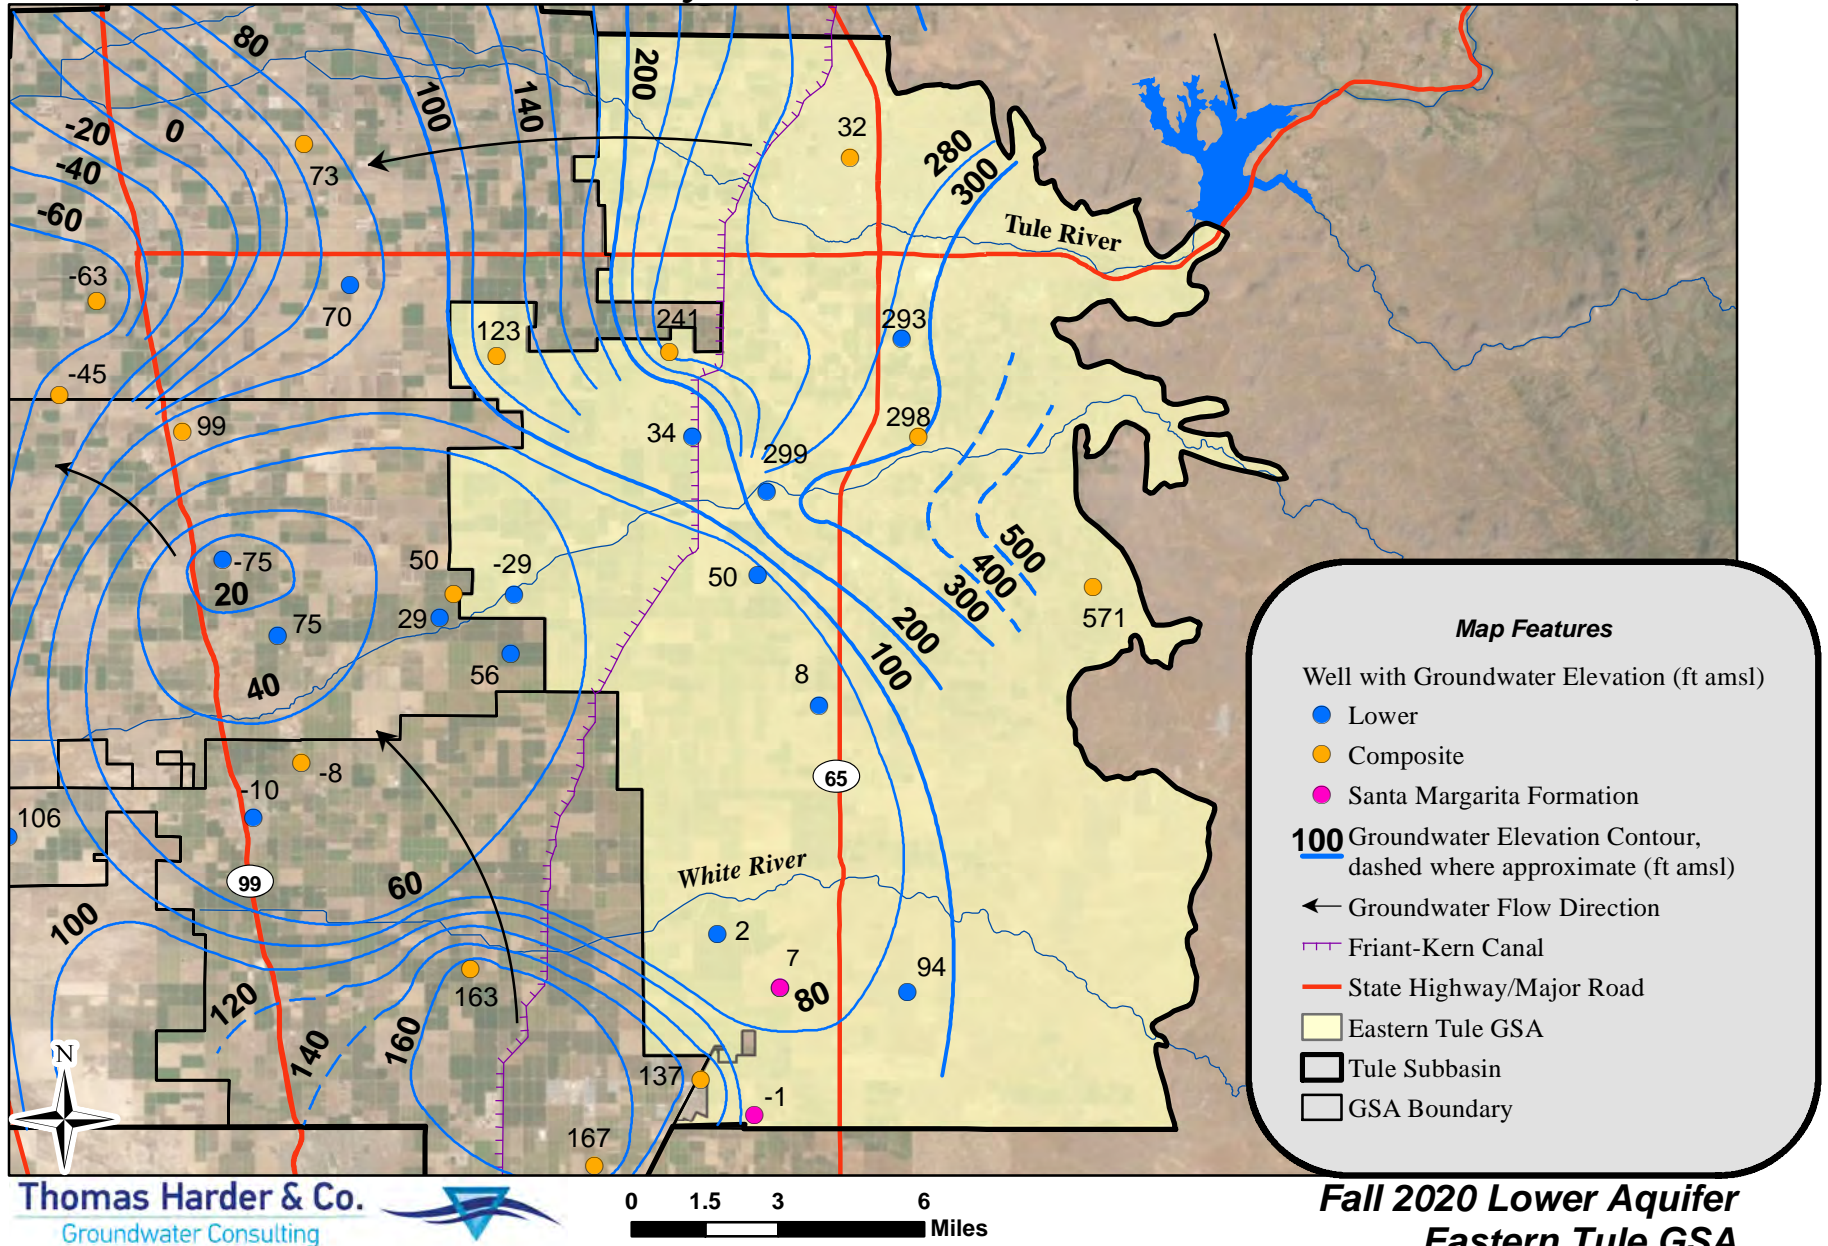 80
200
100
140
-20
0
32
-40
73
280
300
-60
Tule River
-63
70
123
241
293
-45
99
34
298
299
-75
50
-29
50
500
400
300
571
20
75
29
200
56
100
8
40
-8
-10
65
106
99
White River
60
100
2
7
94
163
80
120
140
160
137
-1
167
N
Map Features
Well with Groundwater Elevation (ft amsl)
Lower
Composite
Santa Margarita Formation
100 Groundwater Elevation Contour,
dashed where approximate (ft amsl)
Groundwater Flow Direction
Friant-Kern Canal
State Highway/Major Road
Eastern Tule GSA
Tule Subbasin
GSA Boundary
Thomas Harder & Co.
Groundwater Consulting
0 1.5 3 6
Miles
Fall 2020 Lower Aquifer
Eastern Tule GSA